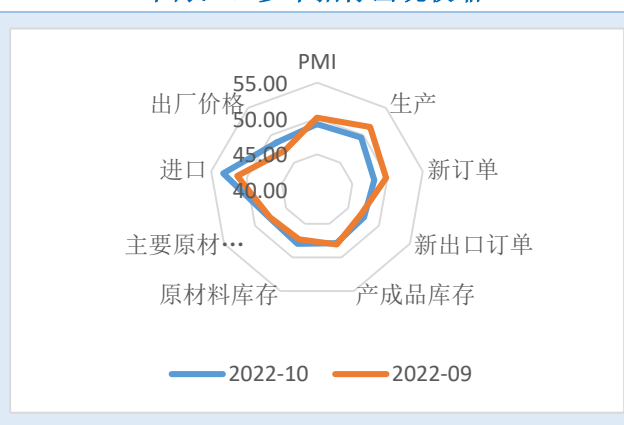 PMI
55.00
出厂价格
生产
50.00
45.00
进口
新订单
40.00
主要原材…
新出口订单
原材料库存
产成品库存
2022-10
2022-09